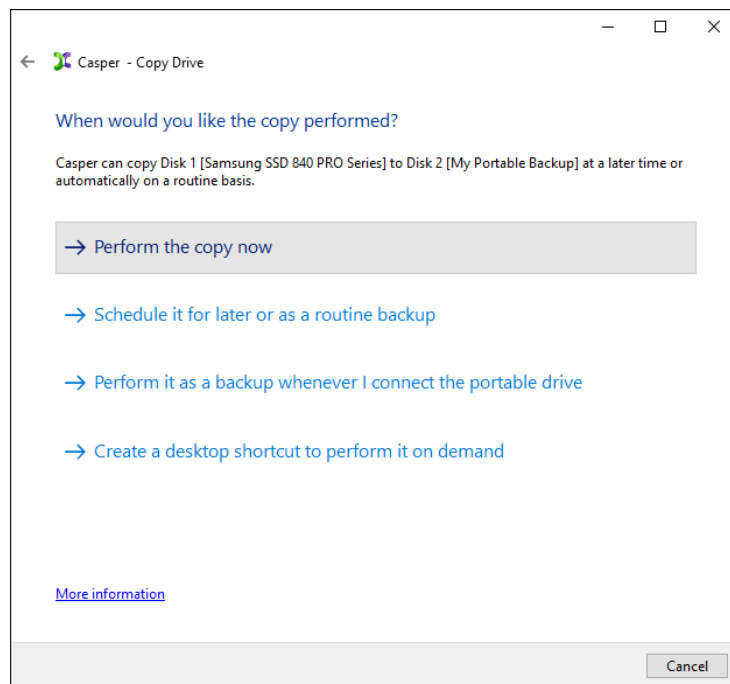 Casper - Copy Drive
When would you like the copy performed?
Casper can copy Disk 1 [Samsung SSD 840 PRO Series] to Disk 2 [My Portable Backup] at a later time or
automatically on a routine basis.
Perform the copy now
Schedule it for later or as a routine backup
Perform it as a backup whenever I connect the portable drive
Create a desktop shortcut to perform it on demand
More information
Cancel